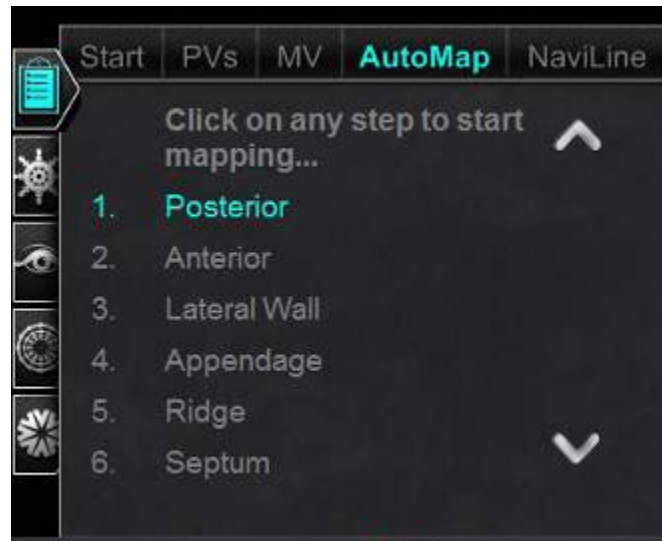 Start PVs MV AutoMap NaviLine
Click on any step to start
mapping...
1. Posterior
2. Anterior
3. Lateral Wall
4. Appendage
5. Ridge
6. Septum